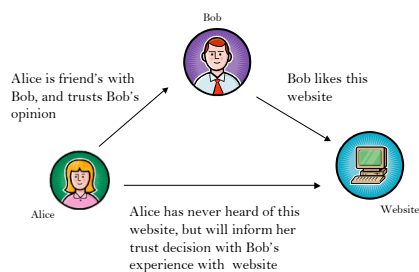 Bob
Alice is friend's with
Bob, and trusts Bob's
opinion
Bob likes this
website
Alice
Website
Alice has never heard of this
website, but will inform her
trust decision with Bob's
experience with website